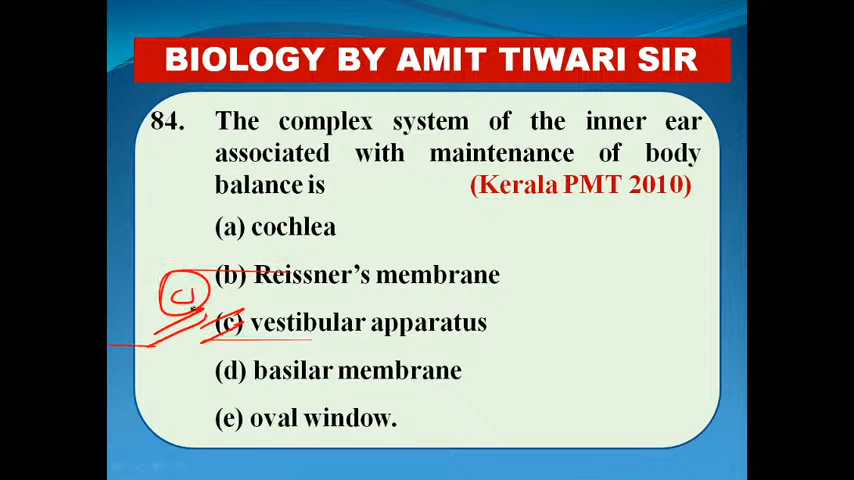 BIOLOGY BY AMIT TIWARI SIR
84. The complex system of the inner ear
associated with maintenance of body
balance is (Kerala PMT 2010)
(a) cochlea
(b) Reissner's membrane
(c) vestibular apparatus
(d) basilar membrane
(e) oval window.